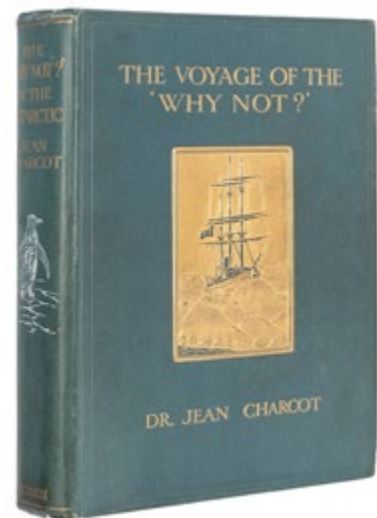 THE
WHY NOT?
IN THE
ANTARCTIC
JEAN
CHARCOT
THE VOYAGE OF THE
'WHY NOT?'
DR. JEAN CHARCOT